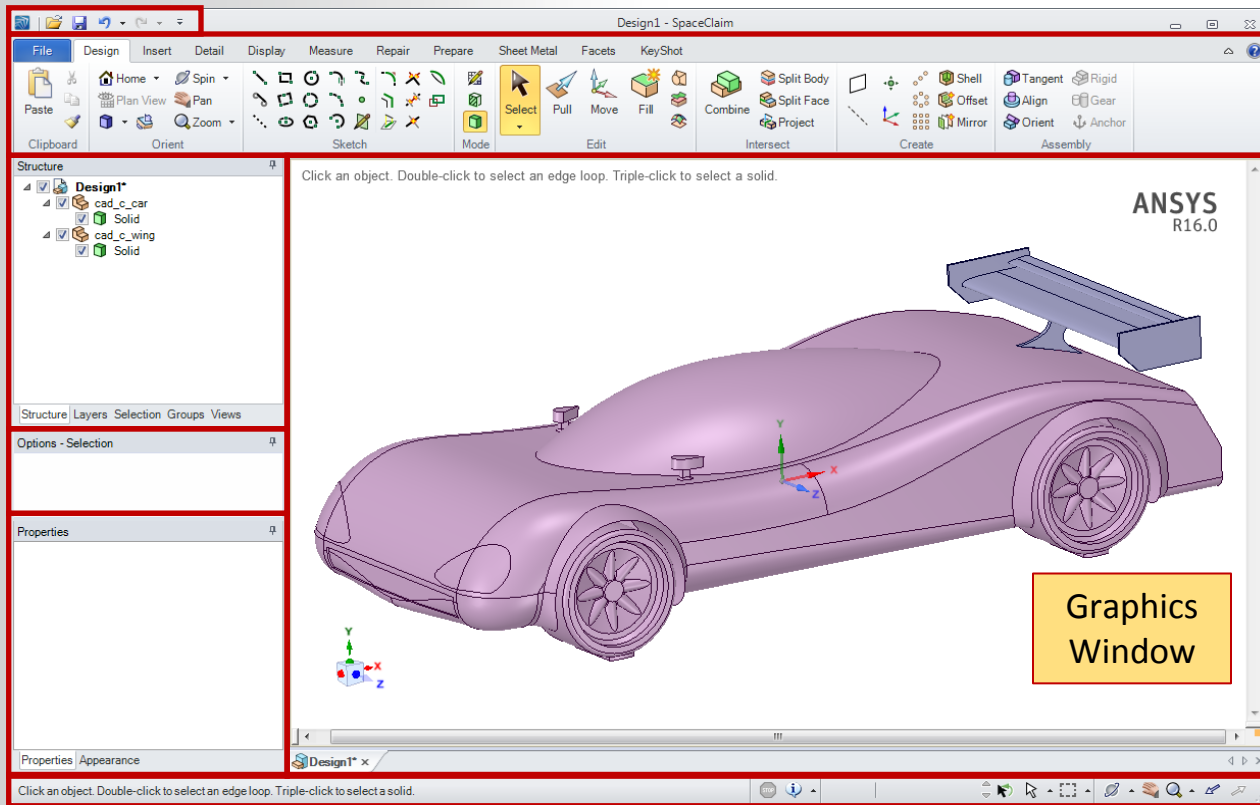 Design1 - SpaceClaim
File Design Insert Detail Display Measure Repair Prepare Sheet Metal Facets KeyShot
Paste
Home
Plan View
Spin
Pan
Zoom
Select
Pull
Move
Fill
Combine
Split Body
Split Face
Project
Shell
Offset
Mirror
Tangent
Align
Orient
Rigid
Gear
Anchor
Clipboard Orient Sketch Mode Edit Intersect Create Assembly
Structure
Design1*
cad_c_car
Solid
cad_c_wing
Solid
Structure Layers Selection Groups Views
Options - Selection
Properties
Properties Appearance
Click an object. Double-click to select an edge loop. Triple-click to select a solid.
ANSYS
R16.0
Y
X
Z
Graphics
Window
Y
X
Z
Design1* x
Click an object. Double-click to select an edge loop. Triple-click to select a solid.